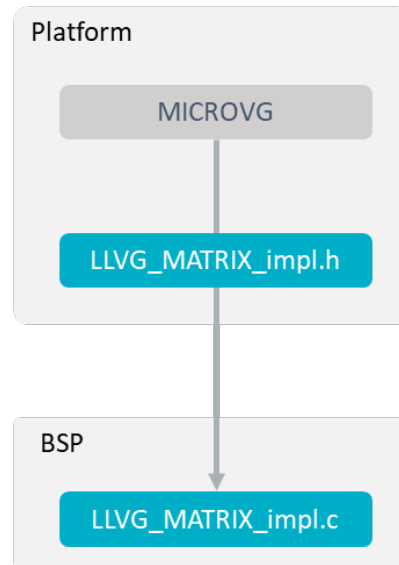 Platform
MICROVG
LLVG_MATRIX_impl.h
BSP
LLVG_MATRIX_impl.c